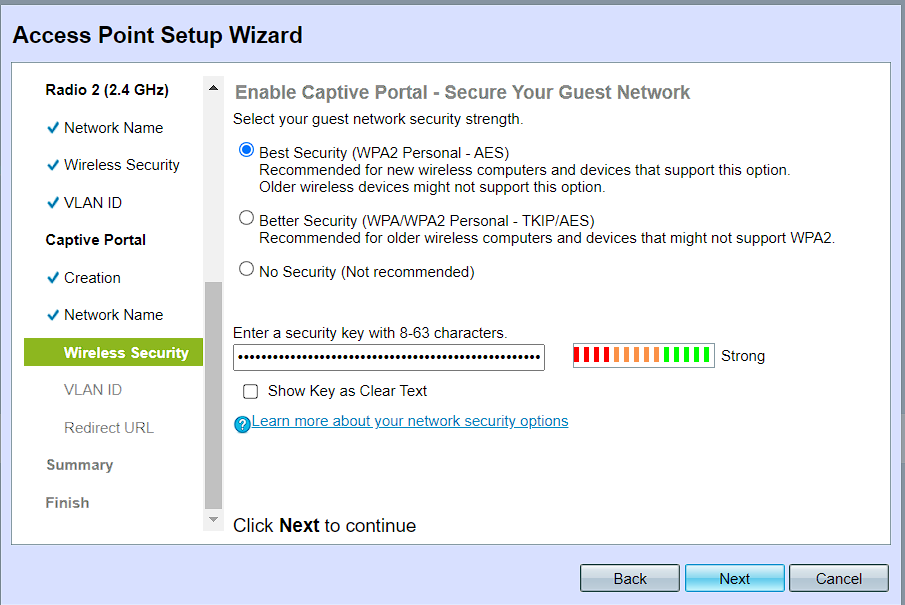 Access Point Setup Wizard
Radio 2 (2.4 GHz)
Network Name
Wireless Security
VLAN ID
Captive Portal
Creation
Network Name
Wireless Security
VLAN ID
Redirect URL
Summary
Finish
Enable Captive Portal - Secure Your Guest Network
Select your guest network security strength.
Best Security (WPA2 Personal - AES)
Recommended for new wireless computers and devices that support this option.
Older wireless devices might not support this option.
Better Security (WPA/WPA2 Personal - TKIP/AES)
Recommended for older wireless computers and devices that might not support WPA2.
No Security (Not recommended)
Enter a security key with 8-63 characters.
Strong
Show Key as Clear Text
?Learn more about your network security options
Click Next to continue
Back Next Cancel